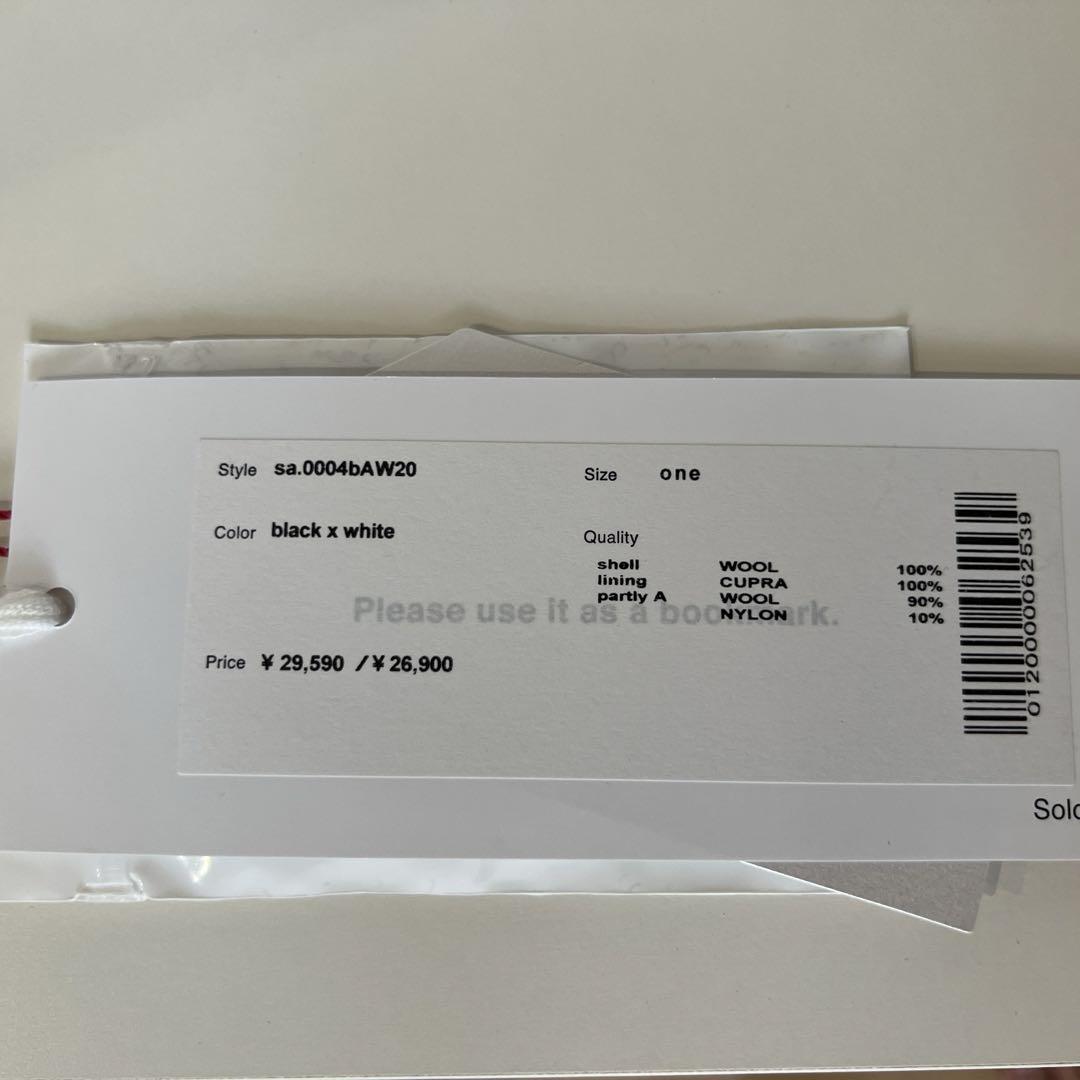 Style sa.0004bAW20
Size one
Color black x white
Quality
shell WOOL 100%
lining CUPRA 100%
partly A WOOL 90%
NYLON 10%
Please use it as a bookmark.
Price ¥ 29,590 / ¥ 26,900
0120000062539